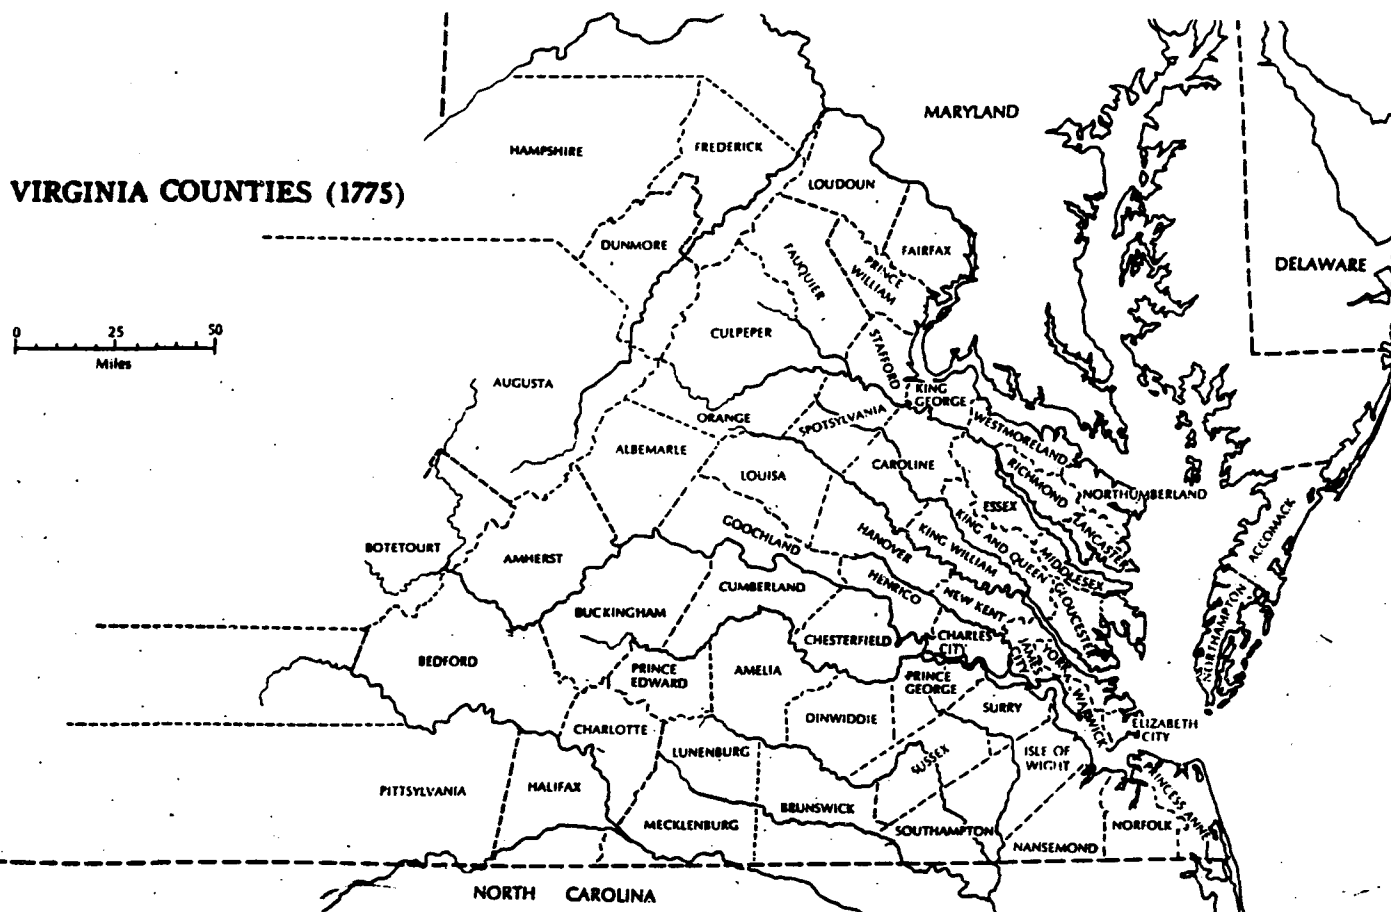 MARYLAND
HAMPSHIRE
FREDERICK
VIRGINIA COUNTIES (1775)
LOUDOUN
DUNMORE
FAIRFAX
FAUQUIER
PRINCE
WILLIAM
DELAWARE
0 25 50
Miles
CULPEPER
STAFFORD
AUGUSTA
KING
GEORGE
ORANGE
SPOTSYLVANIA
WESTMORELAND
ALBEMARLE
LOUISA
CAROLINE
RICHMOND
NORTHUMBERLAND
ESSEX
LANCASTER
ACCOMACK
GOOCHLAND
HANOVER
KING WILLIAM
KING AND QUEEN
MIDDLESEX
BOTETOURT
AMHERST
CUMBERLAND
HENRICO
NEW KENT
GLOUCESTER
NORTHAMPTON
BUCKINGHAM
CHESTERFIELD
CHARLES
CITY
JAMES
CITY
YORK
BEDFORD
PRINCE
EDWARD
AMELIA
PRINCE
GEORGE
WARWICK
CHARLOTTE
DINWIDDIE
SURRY
ELIZABETH
CITY
LUNENBURG
SUSSEX
ISLE OF
WIGHT
PITTSYLVANIA
HALIFAX
BRUNSWICK
PRINCESS ANNE
MECKLENBURG
SOUTHAMPTON
NORFOLK
NANSEMOND
NORTH CAROLINA